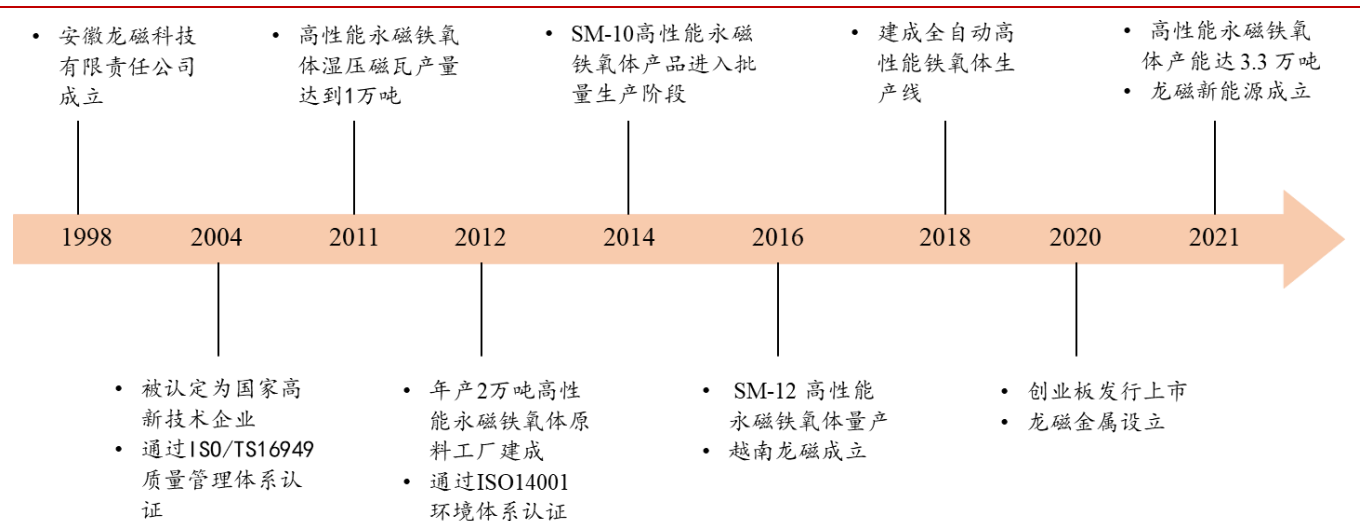 • 安徽龙磁科技
有限责任公司
成立
• 高性能永磁铁氧
体湿压磁瓦产量
达到1万吨
• SM-10高性能永磁
铁氧体产品进入批
量生产阶段
• 建成全自动高
性能铁氧体生
产线
• 高性能永磁铁氧
体产能达 3.3 万吨
• 龙磁新能源成立
1998 2004 2011 2012 2014 2016 2018 2020 2021
• 被认定为国家高
新技术企业
• 通过ISO/TS16949
质量管理体系认
证
• 年产2万吨高性
能永磁铁氧体原
料工厂建成
• 通过ISO14001
环境体系认证
• SM-12 高性能
永磁铁氧体量产
• 越南龙磁成立
• 创业板发行上市
• 龙磁金属设立